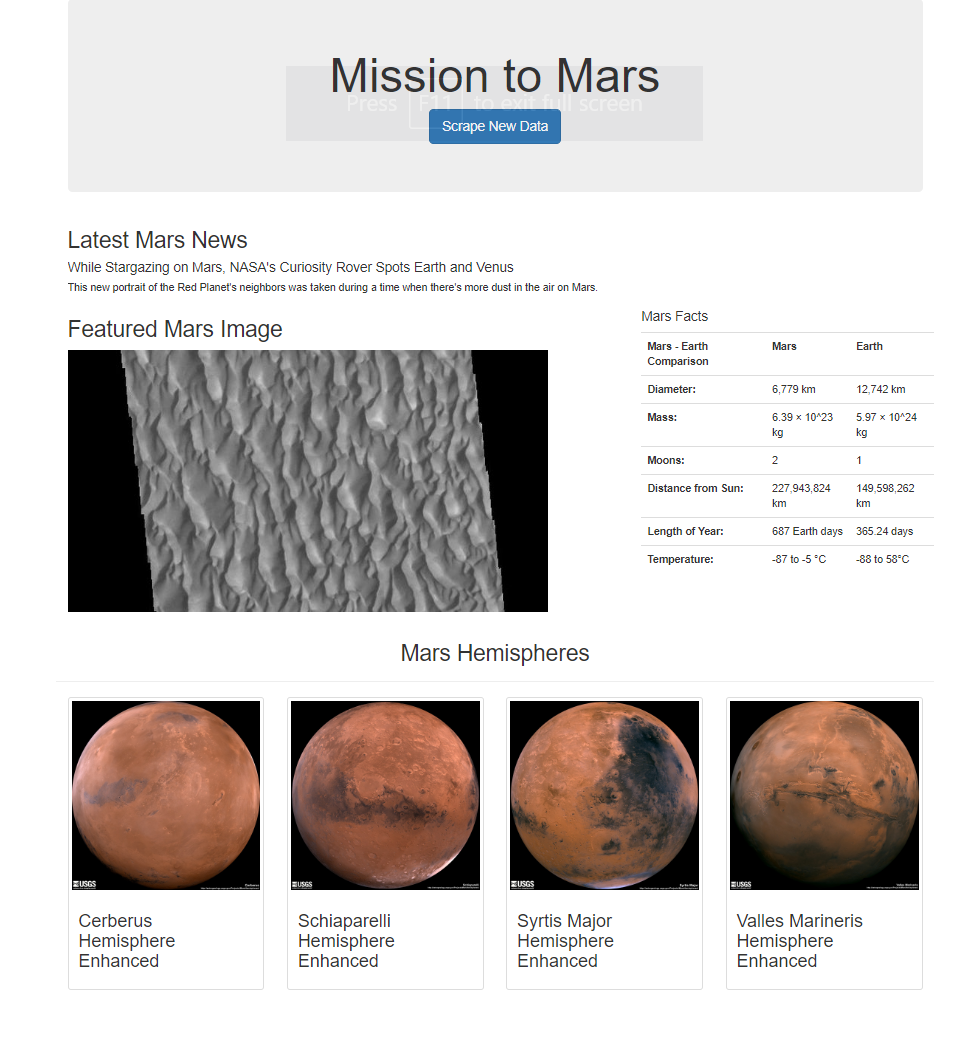 Mission to Mars
Press F11 to exit full screen
Scrape New Data
Latest Mars News
While Stargazing on Mars, NASA's Curiosity Rover Spots Earth and Venus
This new portrait of the Red Planet's neighbors was taken during a time when there's more dust in the air on Mars.
Featured Mars Image
Mars Facts
Mars - Earth Mars Earth
Comparison
Diameter: 6,779 km 12,742 km
Mass: 6.39 × 10^23 5.97 × 10^24
kg kg
Moons: 2 1
Distance from Sun: 227,943,824 149,598,262
km km
Length of Year: 687 Earth days 365.24 days
Temperature: -87 to -5 °C -88 to 58°C
Mars Hemispheres
USGS USGS USGS USGS
Cerberus
Hemisphere
Enhanced
Schiaparelli
Hemisphere
Enhanced
Syrtis Major
Hemisphere
Enhanced
Valles Marineris
Hemisphere
Enhanced